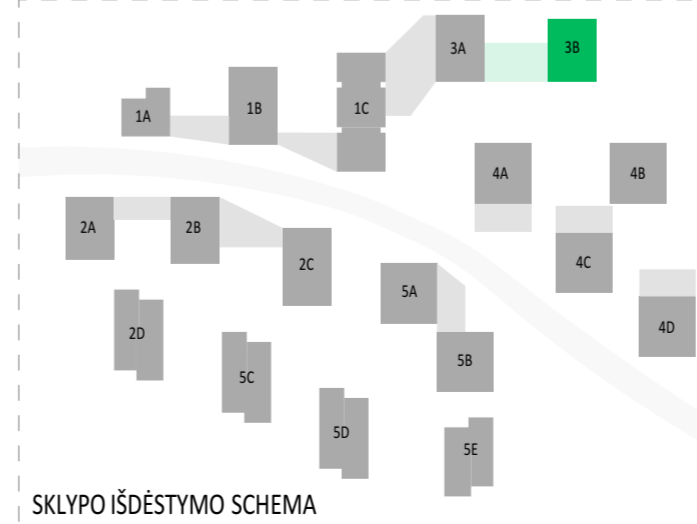 3A
3B
1A
1B
1C
4A
4B
2A
2B
2C
4C
5A
4D
2D
5B
5C
5D
5E
SKLYPO IŠDĖSTYMO SCHEMA